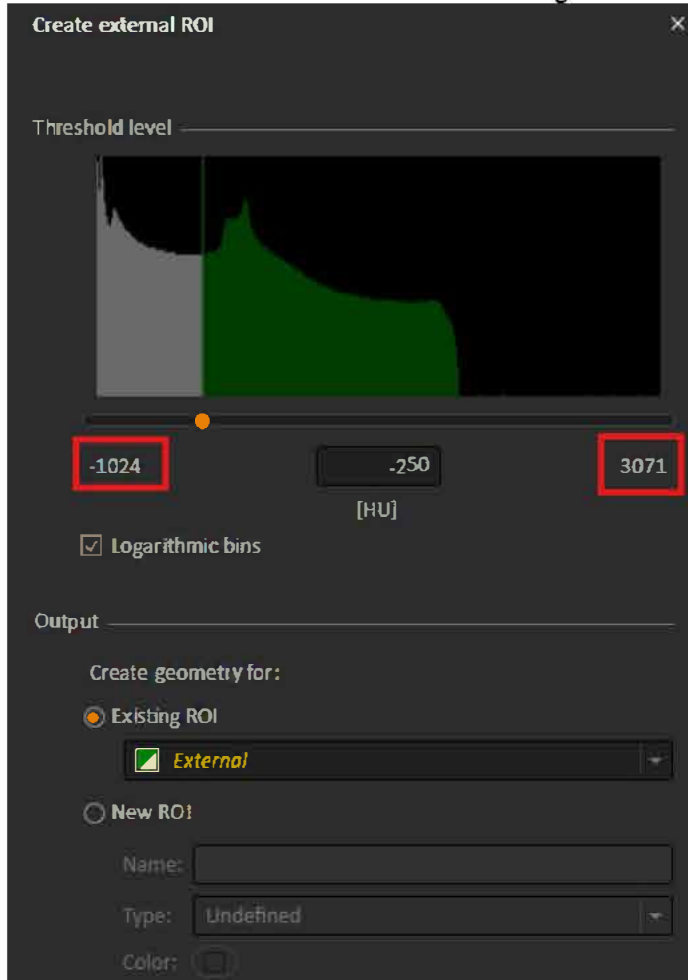 Create external ROI
Threshold level
-1024 -250 3071
[HU]
Logarithmic bins
Output
Create geometry for:
Existing ROI
External
New ROI
Name:
Type: Undefined
Color: